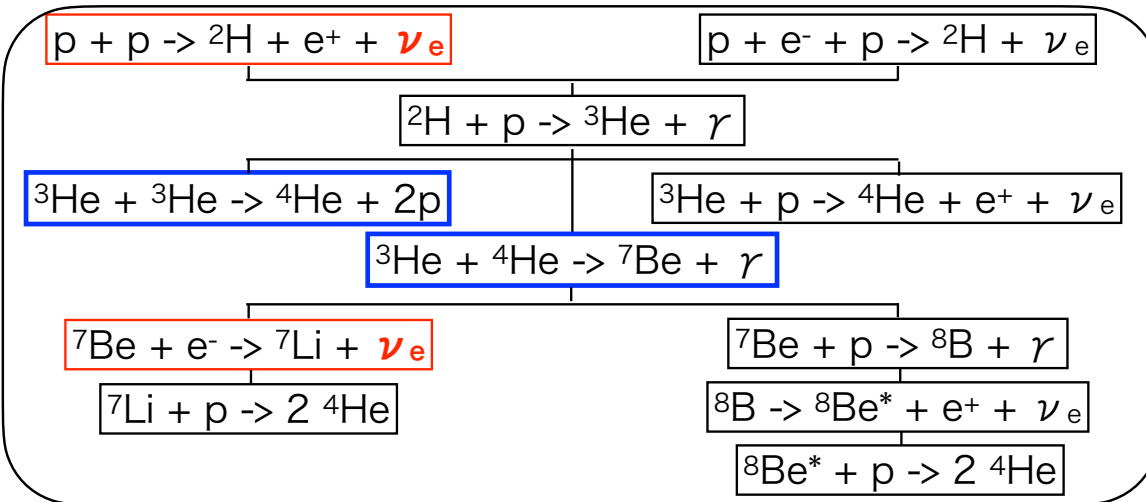 p + p -> ²H + e⁺ + νₑ
p + e⁻ + p -> ²H + νₑ
²H + p -> ³He + γ
³He + ³He -> ⁴He + 2p
³He + p -> ⁴He + e⁺ + νₑ
³He + ⁴He -> ⁷Be + γ
⁷Be + e⁻ -> ⁷Li + νₑ
⁷Be + p -> ⁸B + γ
⁷Li + p -> 2 ⁴He
⁸B -> ⁸Be* + e⁺ + νₑ
⁸Be* + p -> 2 ⁴He